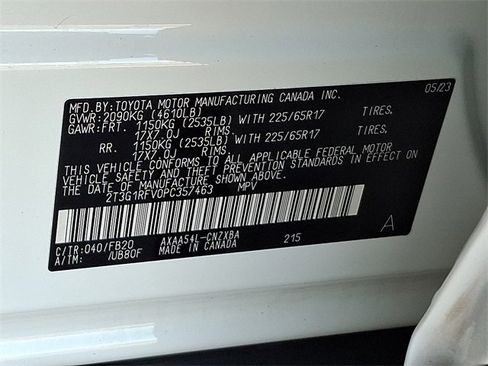 MFD.BY:TOYOTA MOTOR MANUFACTURING CANADA INC. 05/23
GVWR:2090KG (4610LB)
GAWR:FRT. 1150KG (2535LB) WITH 225/65R17 TIRES.
17X7.0J RIMS.
RR. 1150KG (2535LB) WITH 225/65R17 TIRES.
17X7.0J RIMS.
THIS VEHICLE CONFORMS TO ALL APPLICABLE FEDERAL MOTOR
VEHICLE SAFETY AND THEFT PREVENTION STANDARDS IN EFFECT ON
THE DATE OF MANUFACTURE SHOWN ABOVE.
MPV
C/TR:040/FB20 AXAA54L-CNZXBA 215 A
A/TM: /UB80F MADE IN CANADA